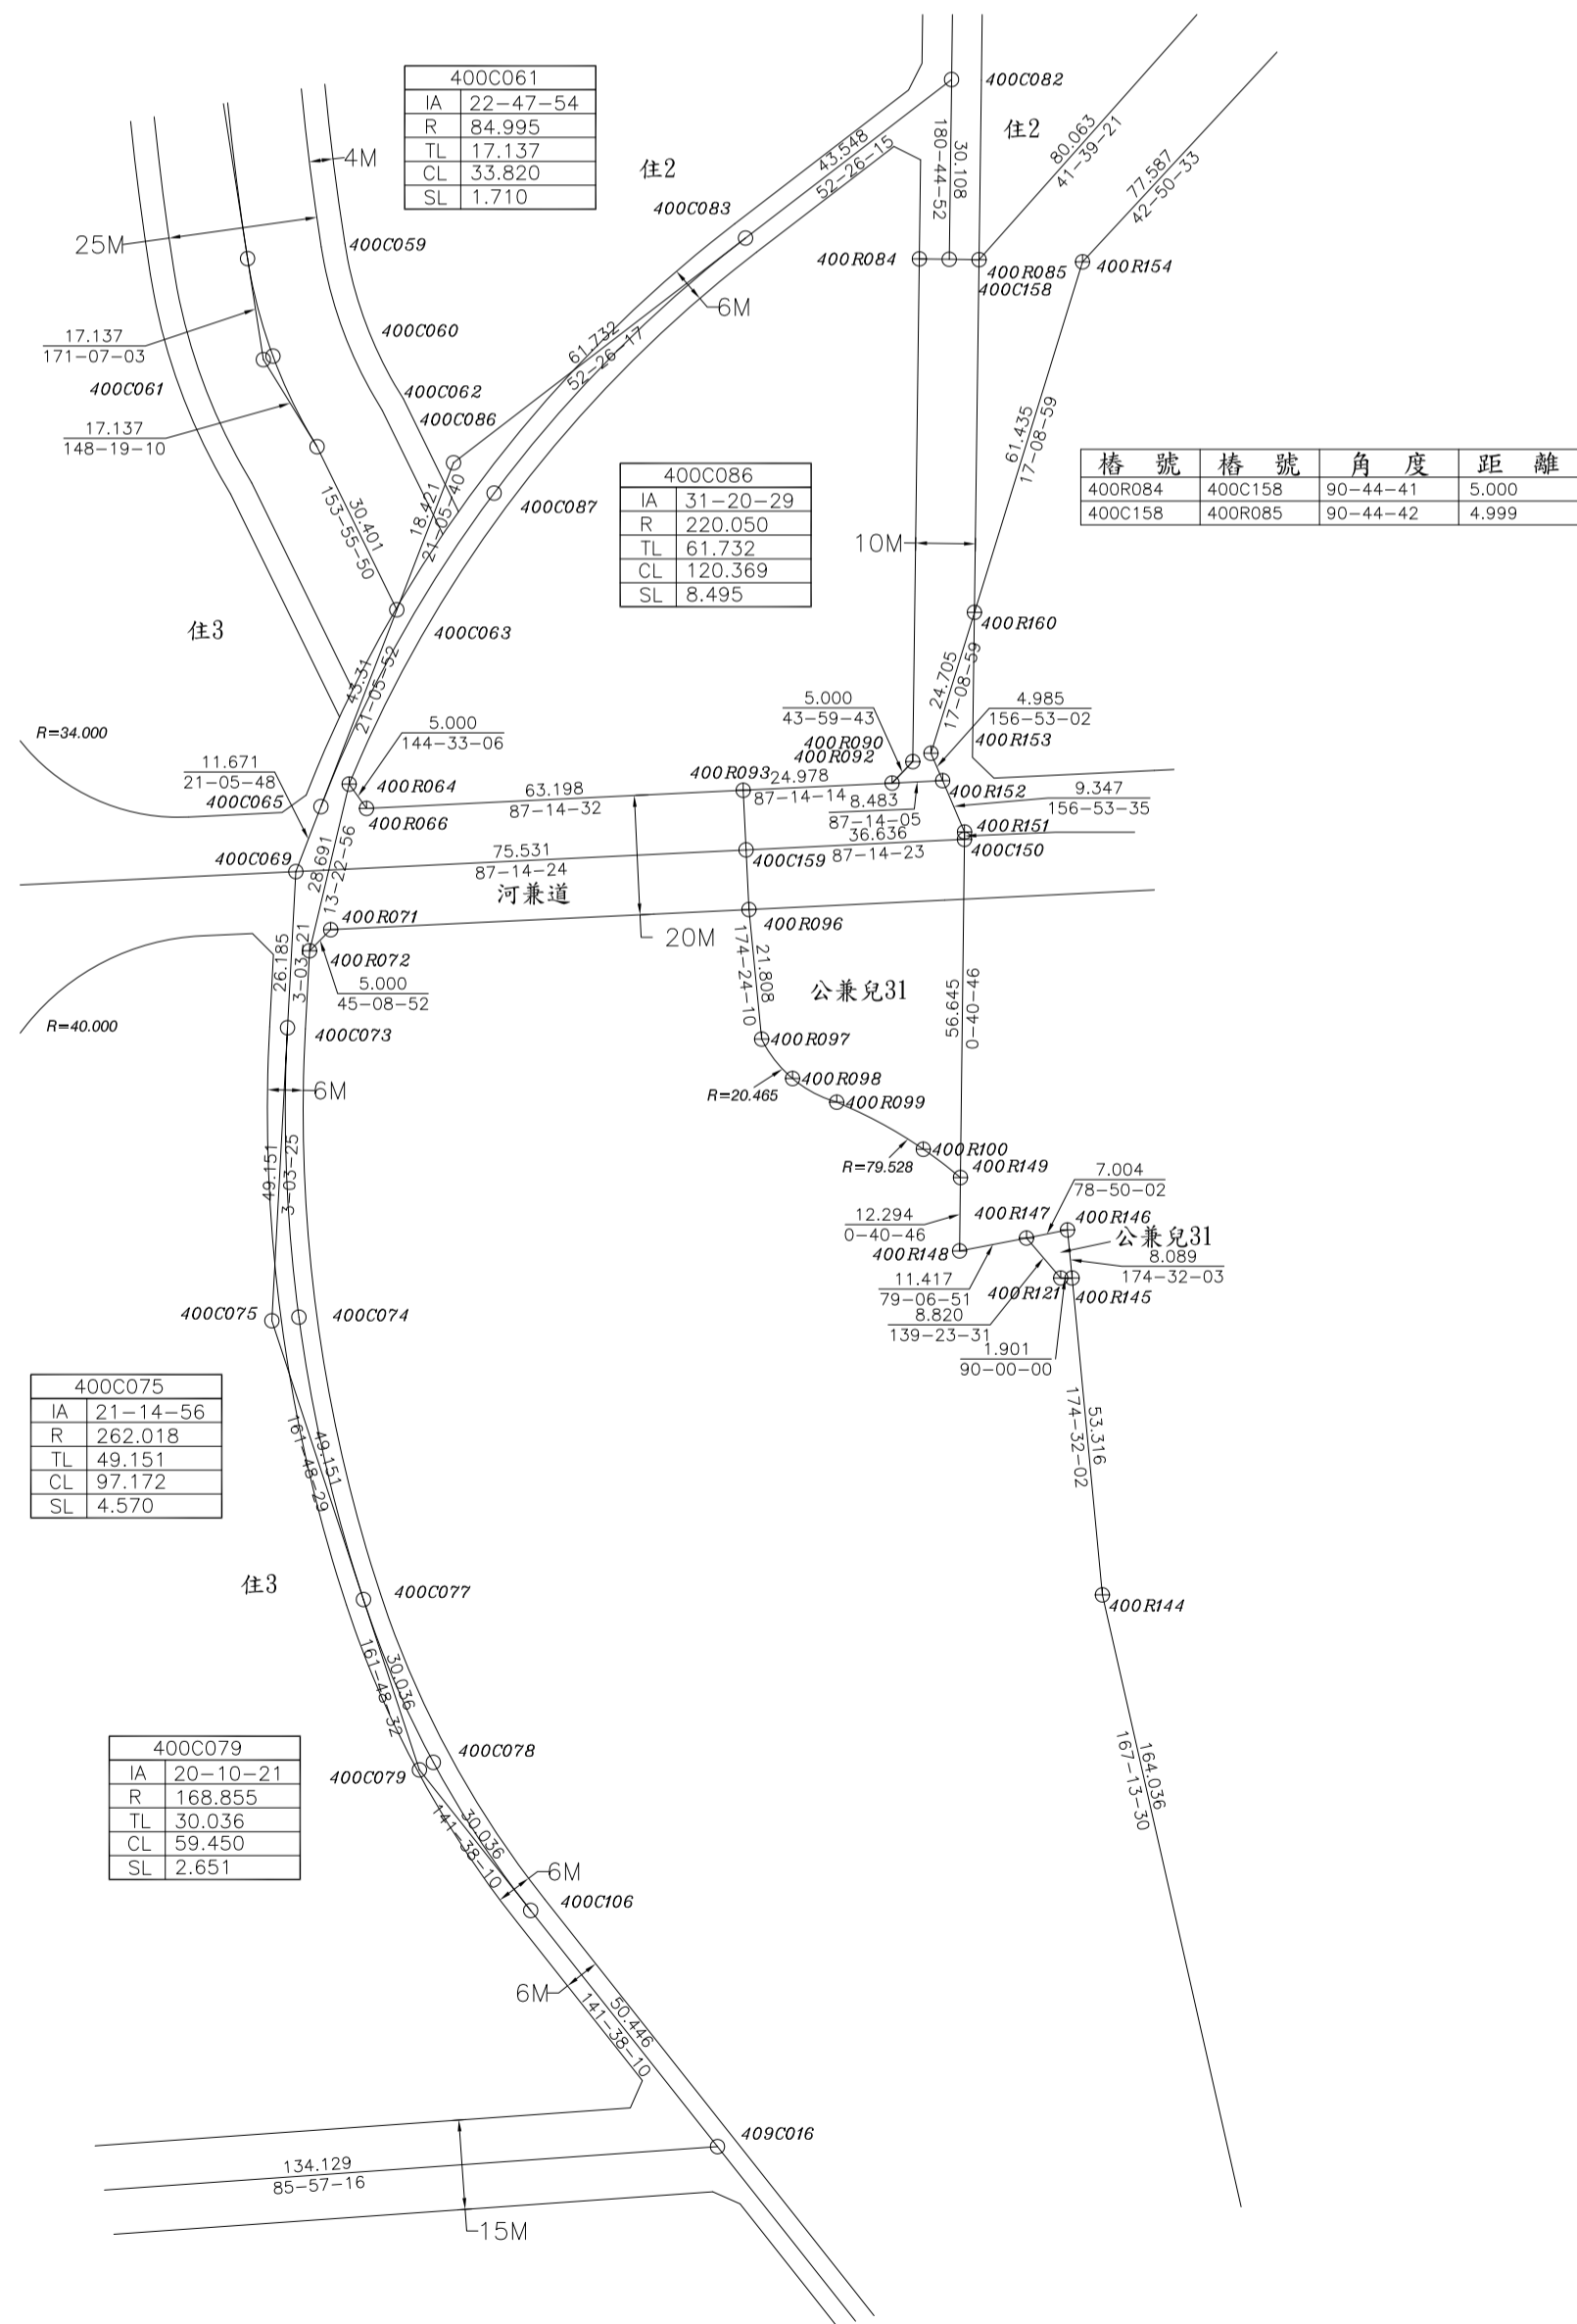 400C061
IA 22-47-54
R 84.995
TL 17.137
CL 33.820
SL 1.710
400C082
住2
43.548
52-26-15
30.108
180-44-52
80.063
41-39-21
77.587
42-50-33
4M
住2
400C083
25M
400C059
400R084
400R085
400C158
400R154
6M
17.137
171-07-03
400C060
61.732
52-26-17
400C061
400C062
400C086
17.137
148-19-10
61.435
17-08-59
樁號 樁號 角度 距離
400R084 400C158 90-44-41 5.000
400C158 400R085 90-44-42 4.999
400C086
IA 31-20-29
R 220.050
TL 61.732
CL 120.369
SL 8.495
400C087
18.421
21-05-40
30.401
153-55-50
10M
住3
400C063
400R160
43.31
21-05-52
24.705
17-08-59
5.000
43-59-43
4.985
156-53-02
R=34.000
5.000
144-33-06
400R090
400R092
400R153
11.671
21-05-48
400C065
400R064
400R093
24.978
87-14-14
400R152
9.347
156-53-35
63.198
87-14-32
8.483
87-14-05
400R066
400R151
400C069
28.691
13-22-56
75.531
87-14-24
400C159
36.636
87-14-23
400C150
河兼道
400R071
400R096
20M
26.185
3-03-21
400R072
5.000
45-08-52
21.808
174-24-10
公兼兒31
56.645
0-40-46
R=40.000
400C073
400R097
6M
R=20.465
400R098
400R099
49.151
3-03-25
400R100
R=79.528
400R149
7.004
78-50-02
12.294
0-40-46
400R147
400R146
公兼兒31
400R148
8.089
174-32-03
11.417
79-06-51
400R121
400R145
400C075
400C074
8.820
139-23-31
1.901
90-00-00
400C075
IA 21-14-56
R 262.018
TL 49.151
CL 97.172
SL 4.570
49.151
161-48-29
53.316
174-32-02
住3
400C077
400R144
30.036
161-48-32
400C079
IA 20-10-21
R 168.855
TL 30.036
CL 59.450
SL 2.651
400C078
400C079
164.036
167-13-30
30.036
141-38-10
6M
400C106
6M
50.446
141-38-10
409C016
134.129
85-57-16
15M